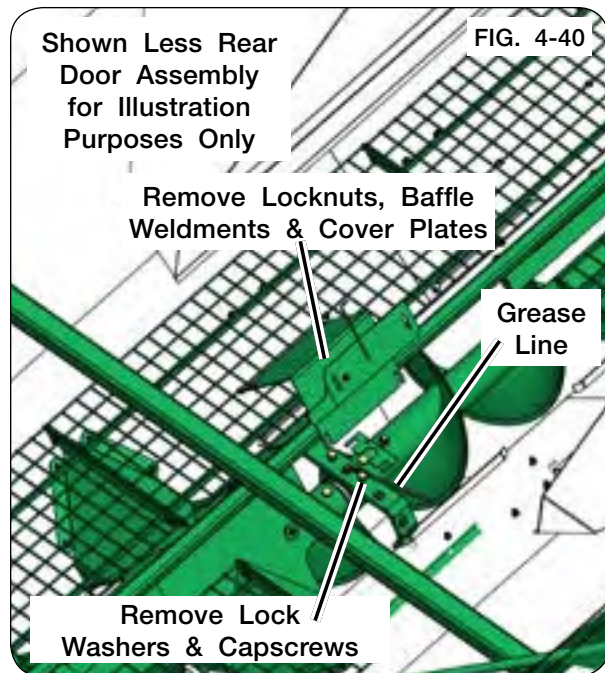 Shown Less Rear
Door Assembly
for Illustration
Purposes Only
FIG. 4-40
Remove Locknuts, Baffle
Weldments & Cover Plates
Grease
Line
Remove Lock
Washers & Capscrews